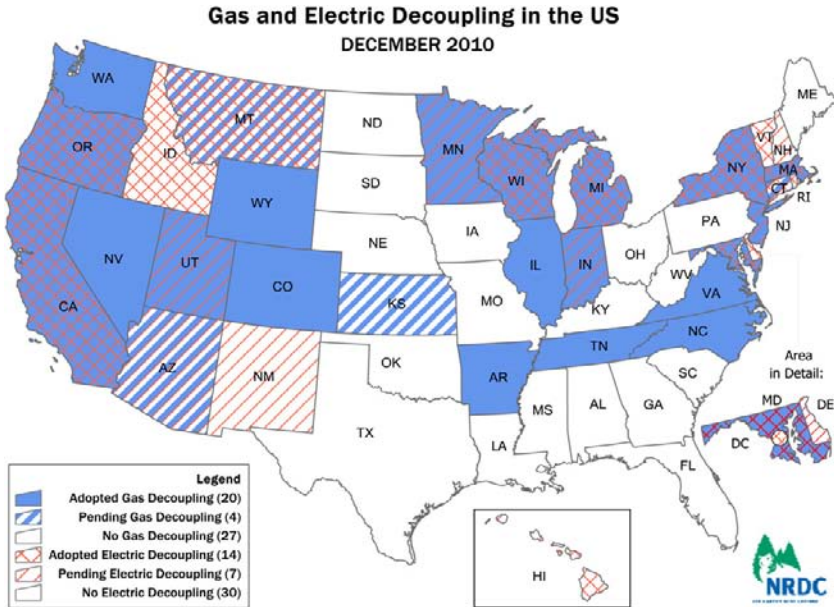 Gas and Electric Decoupling in the US
DECEMBER 2010
WA
OR
ID
MT
WY
NV
UT
CO
CA
AZ
NM
ND
SD
NE
KS
OK
TX
MN
IA
MO
AR
LA
WI
IL
MI
IN
OH
KY
TN
MS
AL
GA
FL
SC
NC
VA
WV
PA
NY
NJ
VT
NH
ME
MA
CT
RI
Area
in Detail:
MD
DE
DC
HI
Legend
Adopted Gas Decoupling (20)
Pending Gas Decoupling (4)
No Gas Decoupling (27)
Adopted Electric Decoupling (14)
Pending Electric Decoupling (7)
No Electric Decoupling (30)
NRDC